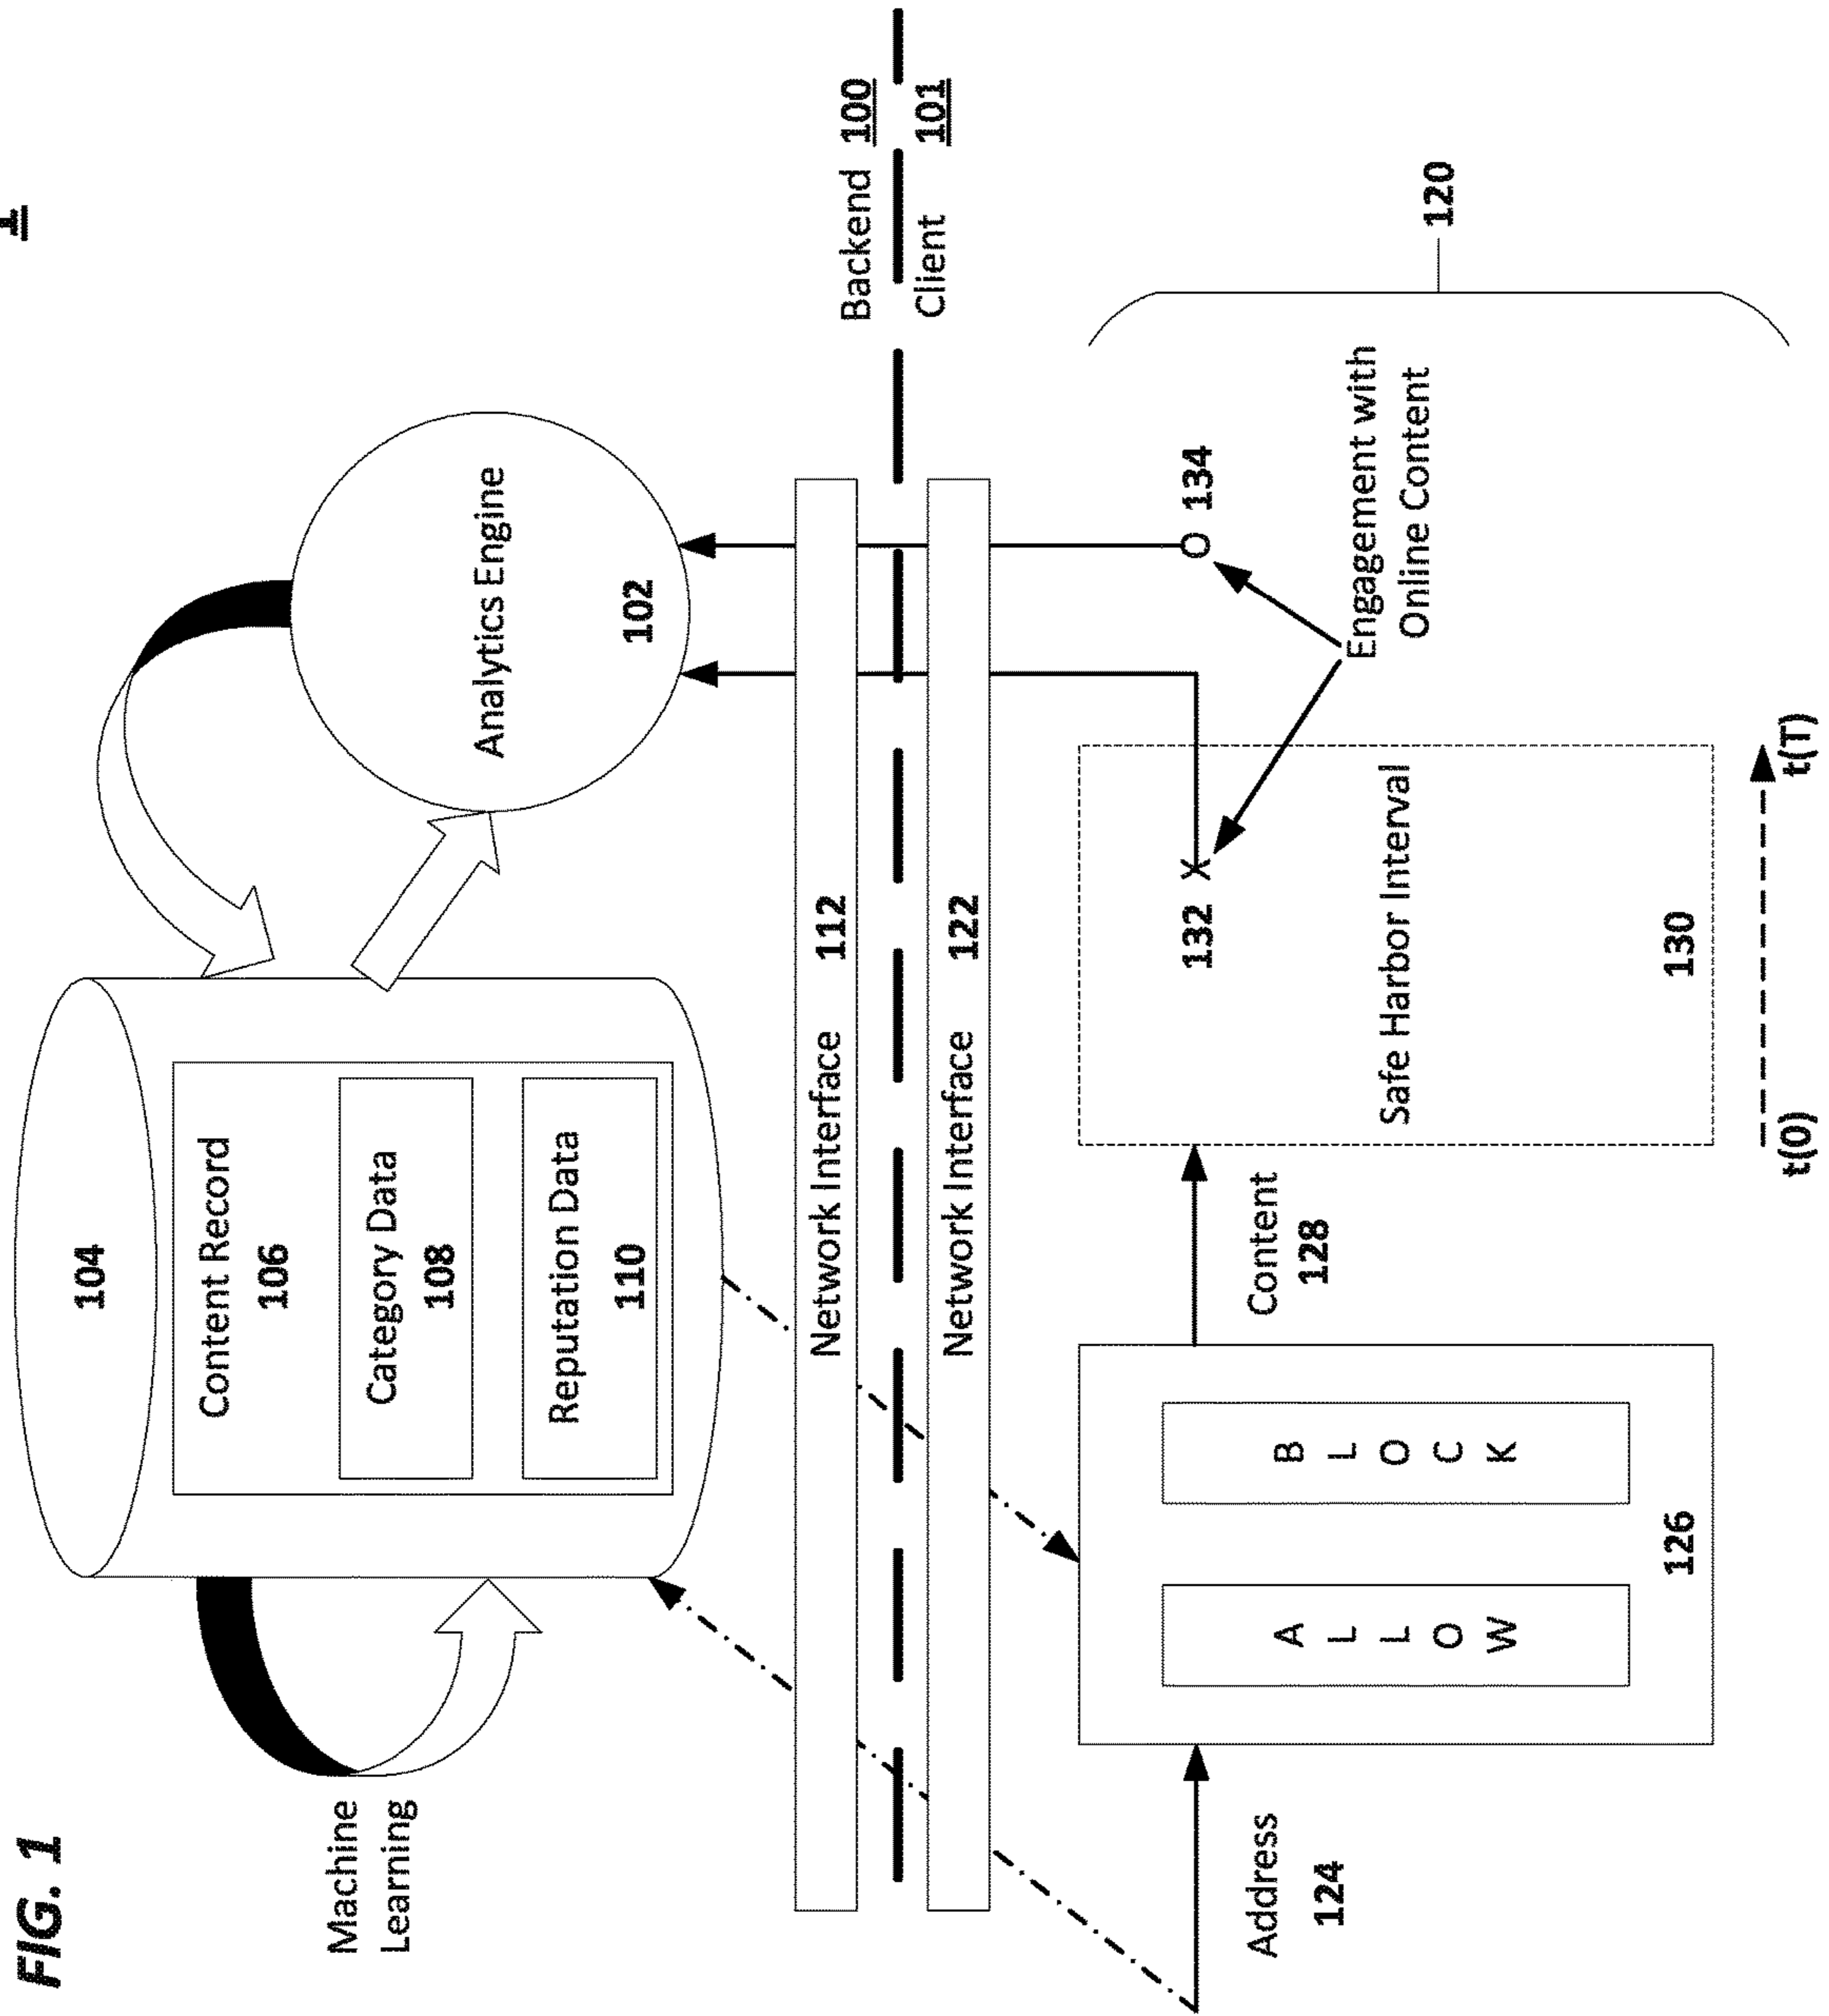 FIG. 1
1
104
Content Record
106
Category Data
108
Reputation Data
110
Machine
Learning
Analytics Engine
102
Network Interface 112
Backend 100
Client 101
Network Interface 122
Address
124
A
L
L
O
W
B
L
O
C
K
126
Content
128
132 X
Safe Harbor Interval
130
O 134
Engagement with
Online Content
120
t(0)
t(T)